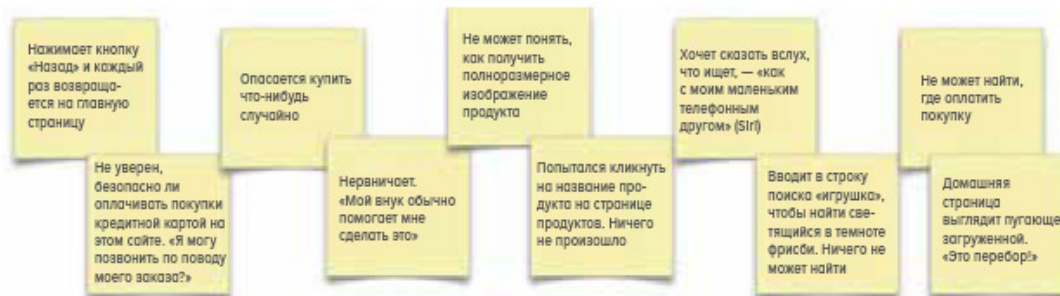 Нажимает кнопку
«Назад» и каждый
раз возвраща-
ется на главную
страницу
Не уверен,
безопасно ли
оплачивать покупки
кредитной картой на
этом сайте. «Я могу
позвонить по поводу
моего заказа?»
Опасается купить
что-нибудь
случайно
Нервничает.
«Мой внук обычно
помогает мне
сделать это»
Не может понять,
как получить
полноразмерное
изображение
продукта
Попытался кликнуть
на название про-
дукта на странице
продуктов. Ничего
не произошло
Хочет сказать вслух,
что ищет, — «как
с моим маленьким
телефонным
другом» (Siri)
Вводит в строку
поиска «игрушка»,
чтобы найти све-
тящийся в темноте
фрисби. Ничего не
может найти
Не может найти,
где оплатить
покупку
Домашняя
страница
выглядит пугающе
загруженной.
«Это перебор!»